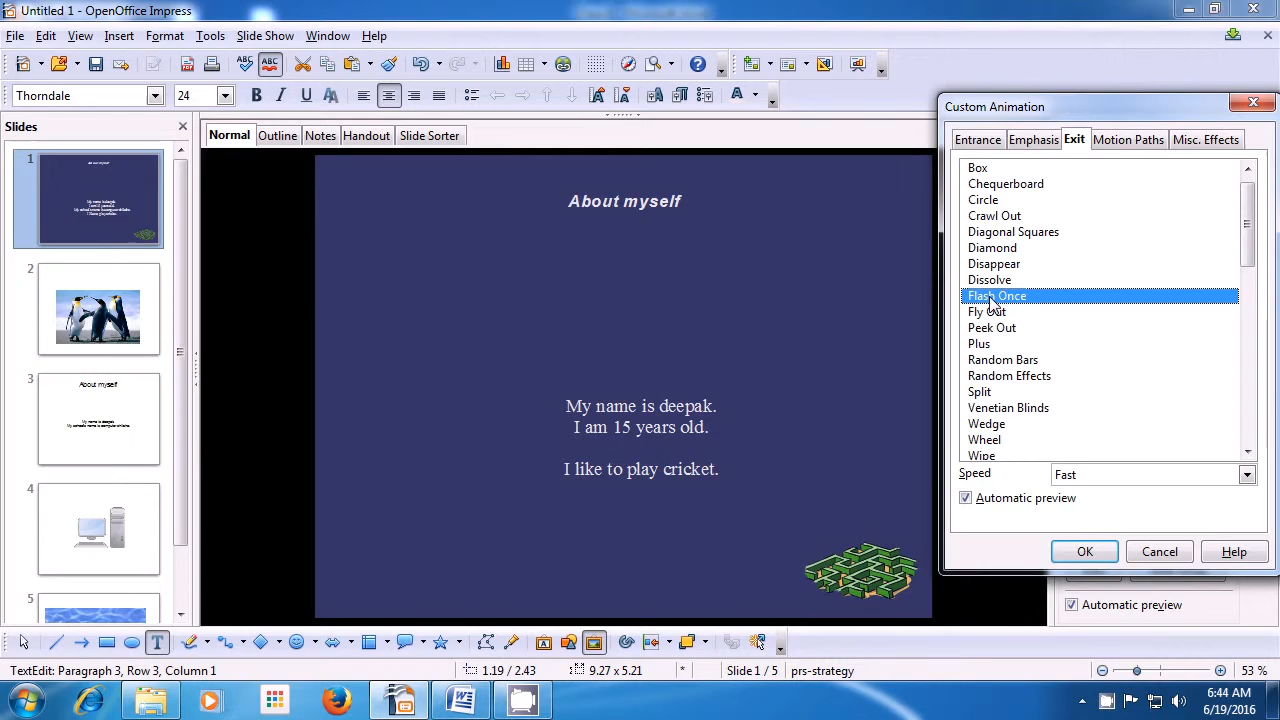 Untitled 1 - OpenOffice Impress
File Edit View Insert Format Tools Slide Show Window Help
Thorndale 24
Slides
Normal Outline Notes Handout Slide Sorter
1
2
3
About myself
4
5
About myself
My name is deepak.
I am 15 years old.
I like to play cricket.
Custom Animation
Entrance Emphasis Exit Motion Paths Misc. Effects
Box
Chequerboard
Circle
Crawl Out
Diagonal Squares
Diamond
Disappear
Dissolve
Flash Once
Fly Out
Peek Out
Plus
Random Bars
Random Effects
Split
Venetian Blinds
Wedge
Wheel
Wipe
Speed Fast
Automatic preview
OK Cancel Help
Automatic preview
TextEdit: Paragraph 3, Row 3, Column 1 1.19 / 2.43 9.27 x 5.21 * Slide 1 / 5 prs-strategy 53 %
6:44 AM
6/19/2016